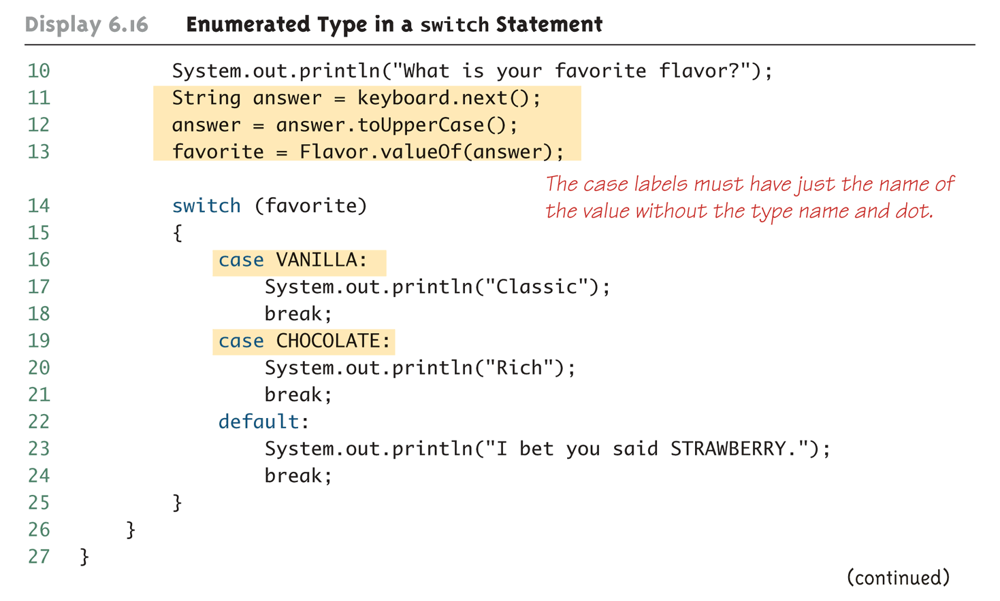 Display 6.16 Enumerated Type in a switch Statement
10 System.out.println("What is your favorite flavor?");
11 String answer = keyboard.next();
12 answer = answer.toUpperCase();
13 favorite = Flavor.valueOf(answer);
The case labels must have just the name of
the value without the type name and dot.
14 switch (favorite)
15 {
16 case VANILLA:
17 System.out.println("Classic");
18 break;
19 case CHOCOLATE:
20 System.out.println("Rich");
21 break;
22 default:
23 System.out.println("I bet you said STRAWBERRY.");
24 break;
25 }
26 }
27 }
(continued)